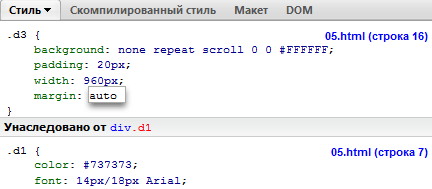 Стиль Скомпилированный стиль Макет DOM
.d3 { 05.html (строка 16)
background: none repeat scroll 0 0 #FFFFFF;
padding: 20px;
width: 960px;
margin: auto
}
Унаследовано от div.d1
.d1 { 05.html (строка 7)
color: #737373;
font: 14px/18px Arial;